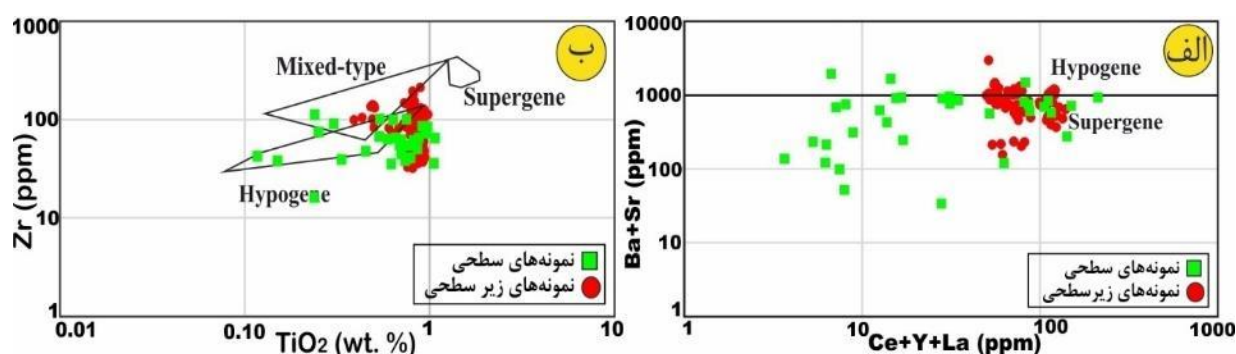 ب
1000
100
10
1
0.01
0.10
1
10
Zr (ppm)
TiO₂ (wt. %)
Mixed-type
Supergene
Hypogene
نمونه‌های سطحی
نمونه‌های زیر سطحی
الف
10000
1000
100
10
1
1
10
100
1000
Ba+Sr (ppm)
Ce+Y+La (ppm)
Hypogene
Supergene
نمونه‌های سطحی
نمونه‌های زیرسطحی